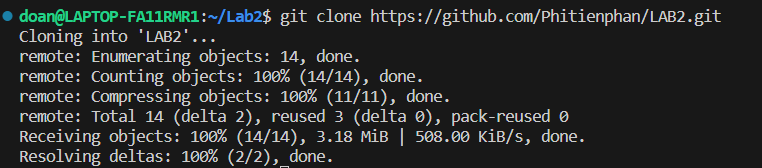 doan@LAPTOP-FA11RMR1:~/Lab2$ git clone https://github.com/Phitienphan/LAB2.git
Cloning into 'LAB2'...
remote: Enumerating objects: 14, done.
remote: Counting objects: 100% (14/14), done.
remote: Compressing objects: 100% (11/11), done.
remote: Total 14 (delta 2), reused 3 (delta 0), pack-reused 0
Receiving objects: 100% (14/14), 3.18 MiB | 508.00 KiB/s, done.
Resolving deltas: 100% (2/2), done.